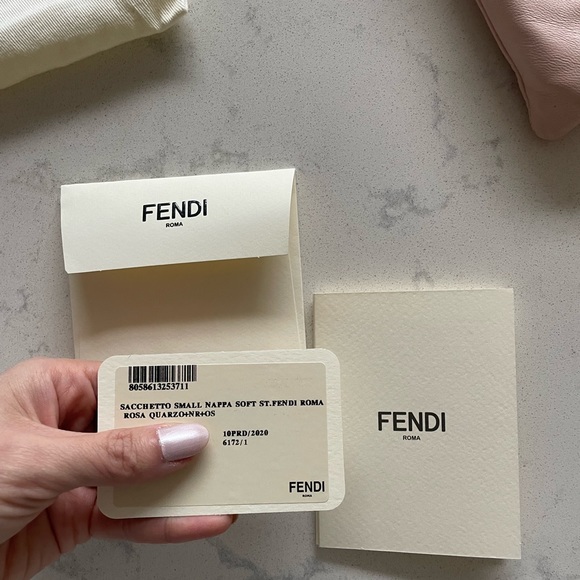 FENDI
ROMA
8058613253711
SACCHETTO SMALL NAPPA SOFT ST.FENDI ROMA
ROSA QUARZO+NR+OS
10PRD/2020
6172/1
FENDI
ROMA
FENDI
ROMA